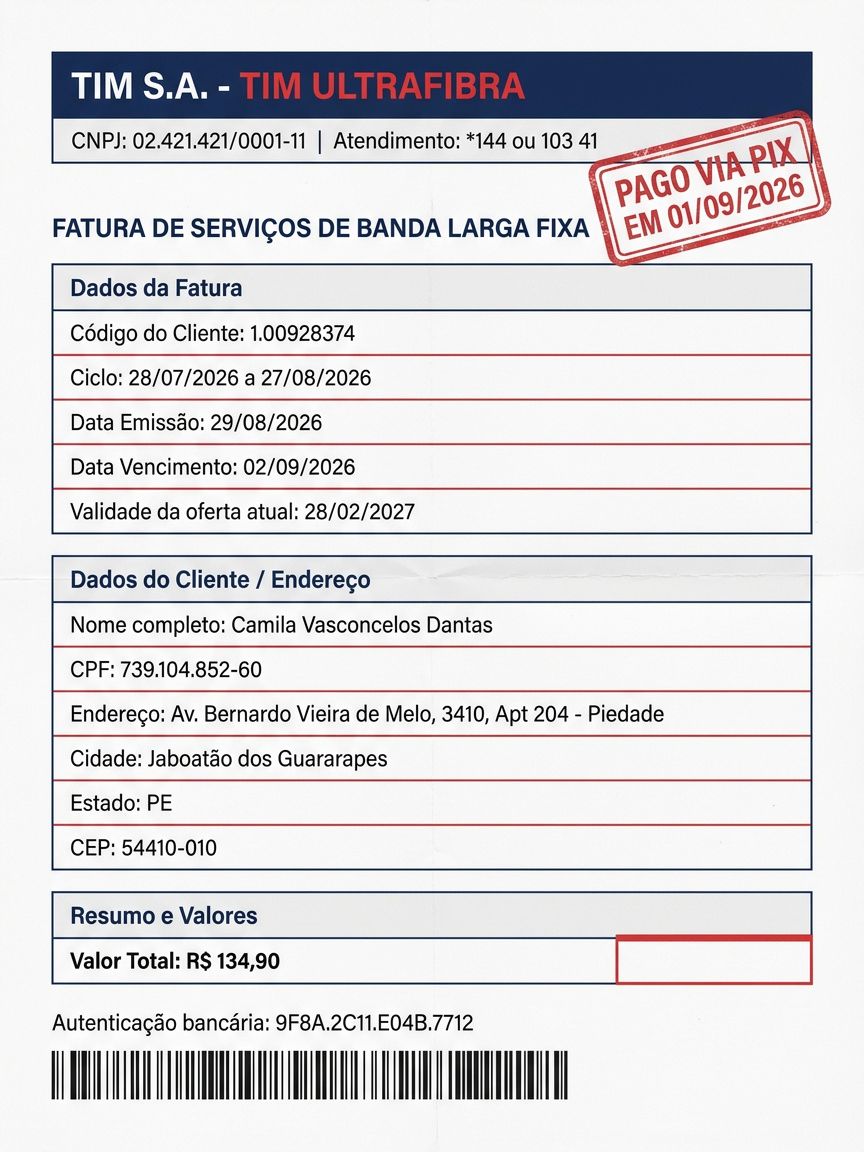 TIM S.A. - TIM ULTRAFIBRA
CNPJ: 02.421.421/0001-11 | Atendimento: *144 ou 103 41
PAGO VIA PIX
EM 01/09/2026
FATURA DE SERVIÇOS DE BANDA LARGA FIXA
Dados da Fatura
Código do Cliente: 1.00928374
Ciclo: 28/07/2026 a 27/08/2026
Data Emissão: 29/08/2026
Data Vencimento: 02/09/2026
Validade da oferta atual: 28/02/2027
Dados do Cliente / Endereço
Nome completo: Camila Vasconcelos Dantas
CPF: 739.104.852-60
Endereço: Av. Bernardo Vieira de Melo, 3410, Apt 204 - Piedade
Cidade: Jaboatão dos Guararapes
Estado: PE
CEP: 54410-010
Resumo e Valores
Valor Total: R$ 134,90
Autenticação bancária: 9F8A.2C11.E04B.7712